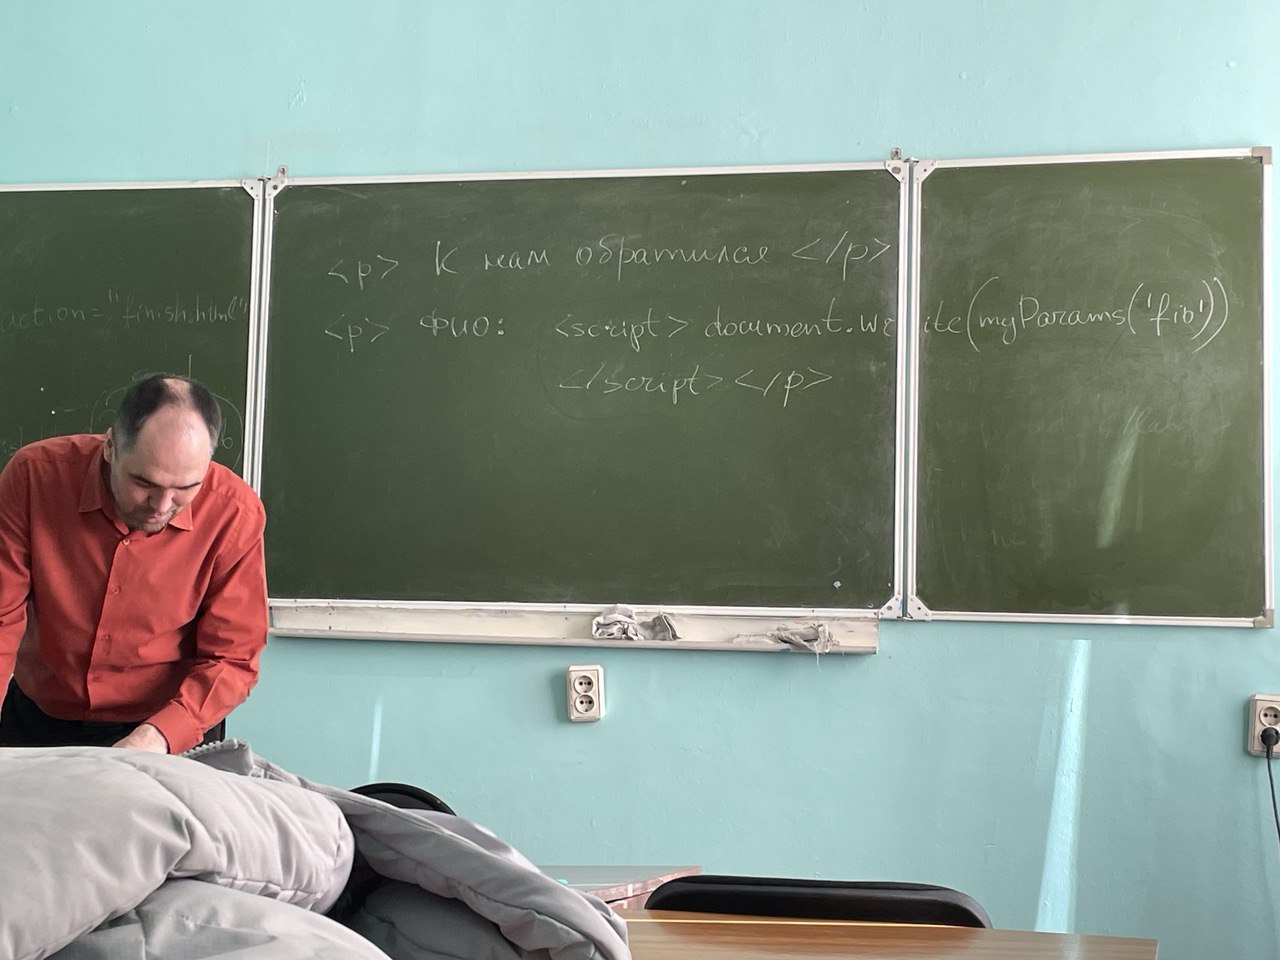 action="finish.html"
<p> К нам обратился </p>
<p> ФИО: <script> document.write(myParams('fio'))
</script> </p>